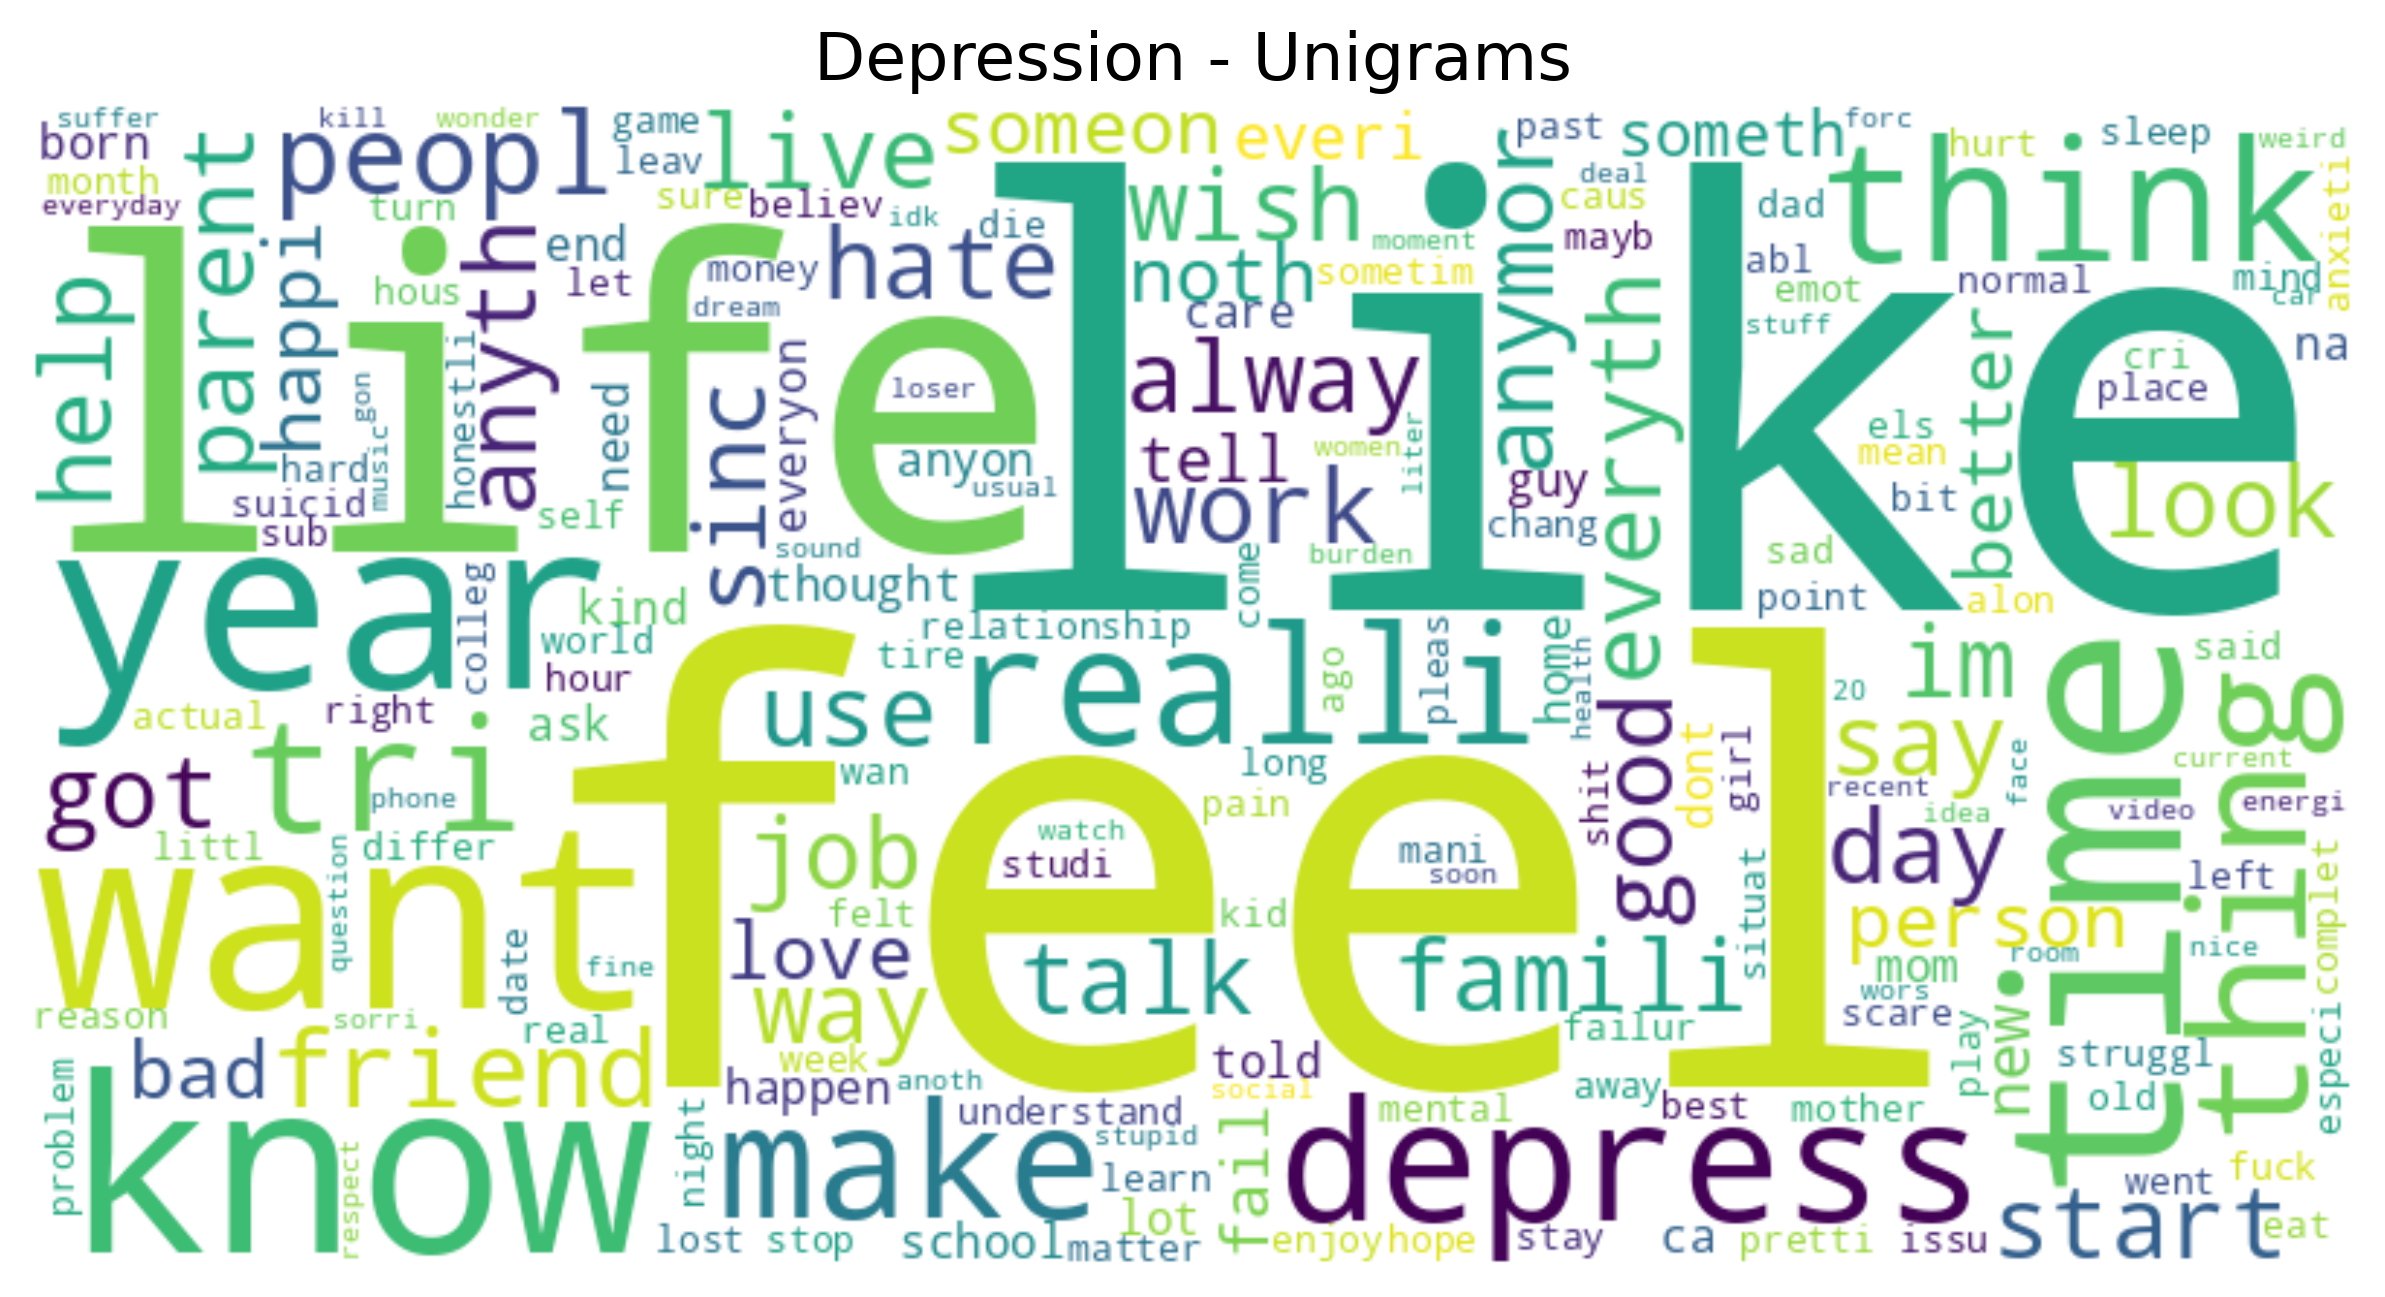 Depression - Unigrams
suffer
kill
wonder
game
live
someon
everi
past
someth
forc
hurt
sleep
weird
born
parent
peopl
leav
wish
anymor
deal
think
month
everyday
turn
sure
believ
idk
die
caus
dad
anxieti
happi
anyth
end
let
money
hate
moment
mayb
abl
normal
mind
car
help
life
like
hous
dream
noth
sometim
care
everyth
emot
stuff
better
na
honestli
gon
music
need
sinc
everyon
loser
alway
cri
place
hard
suicid
sub
anyon
usual
tell
women
liter
work
guy
chang
els
mean
bit
look
self
sound
thought
burden
come
sad
point
alon
year
colleg
kind
world
hour
relationship
tire
realli
ago
pleas
home
health
im
time
said
thing
20
actual
right
ask
use
good
dont
girl
say
current
got
tri
phone
wan
long
shit
recent
face
idea
video
energi
littl
differ
question
want
feel
job
pain
watch
studi
mani
soon
day
left
complet
felt
kid
situat
person
love
date
fine
talk
famili
mom
room
nice
reason
sorri
real
way
wors
scare
new
failur
play
especi
bad
friend
week
told
happen
anoth
social
away
struggl
old
problem
know
respect
night
make
understand
stupid
learn
lot
fail
mental
depress
best
mother
went
fuck
start
eat
lost
stop
school
matter
enjoy
hope
stay
ca
pretti
issu